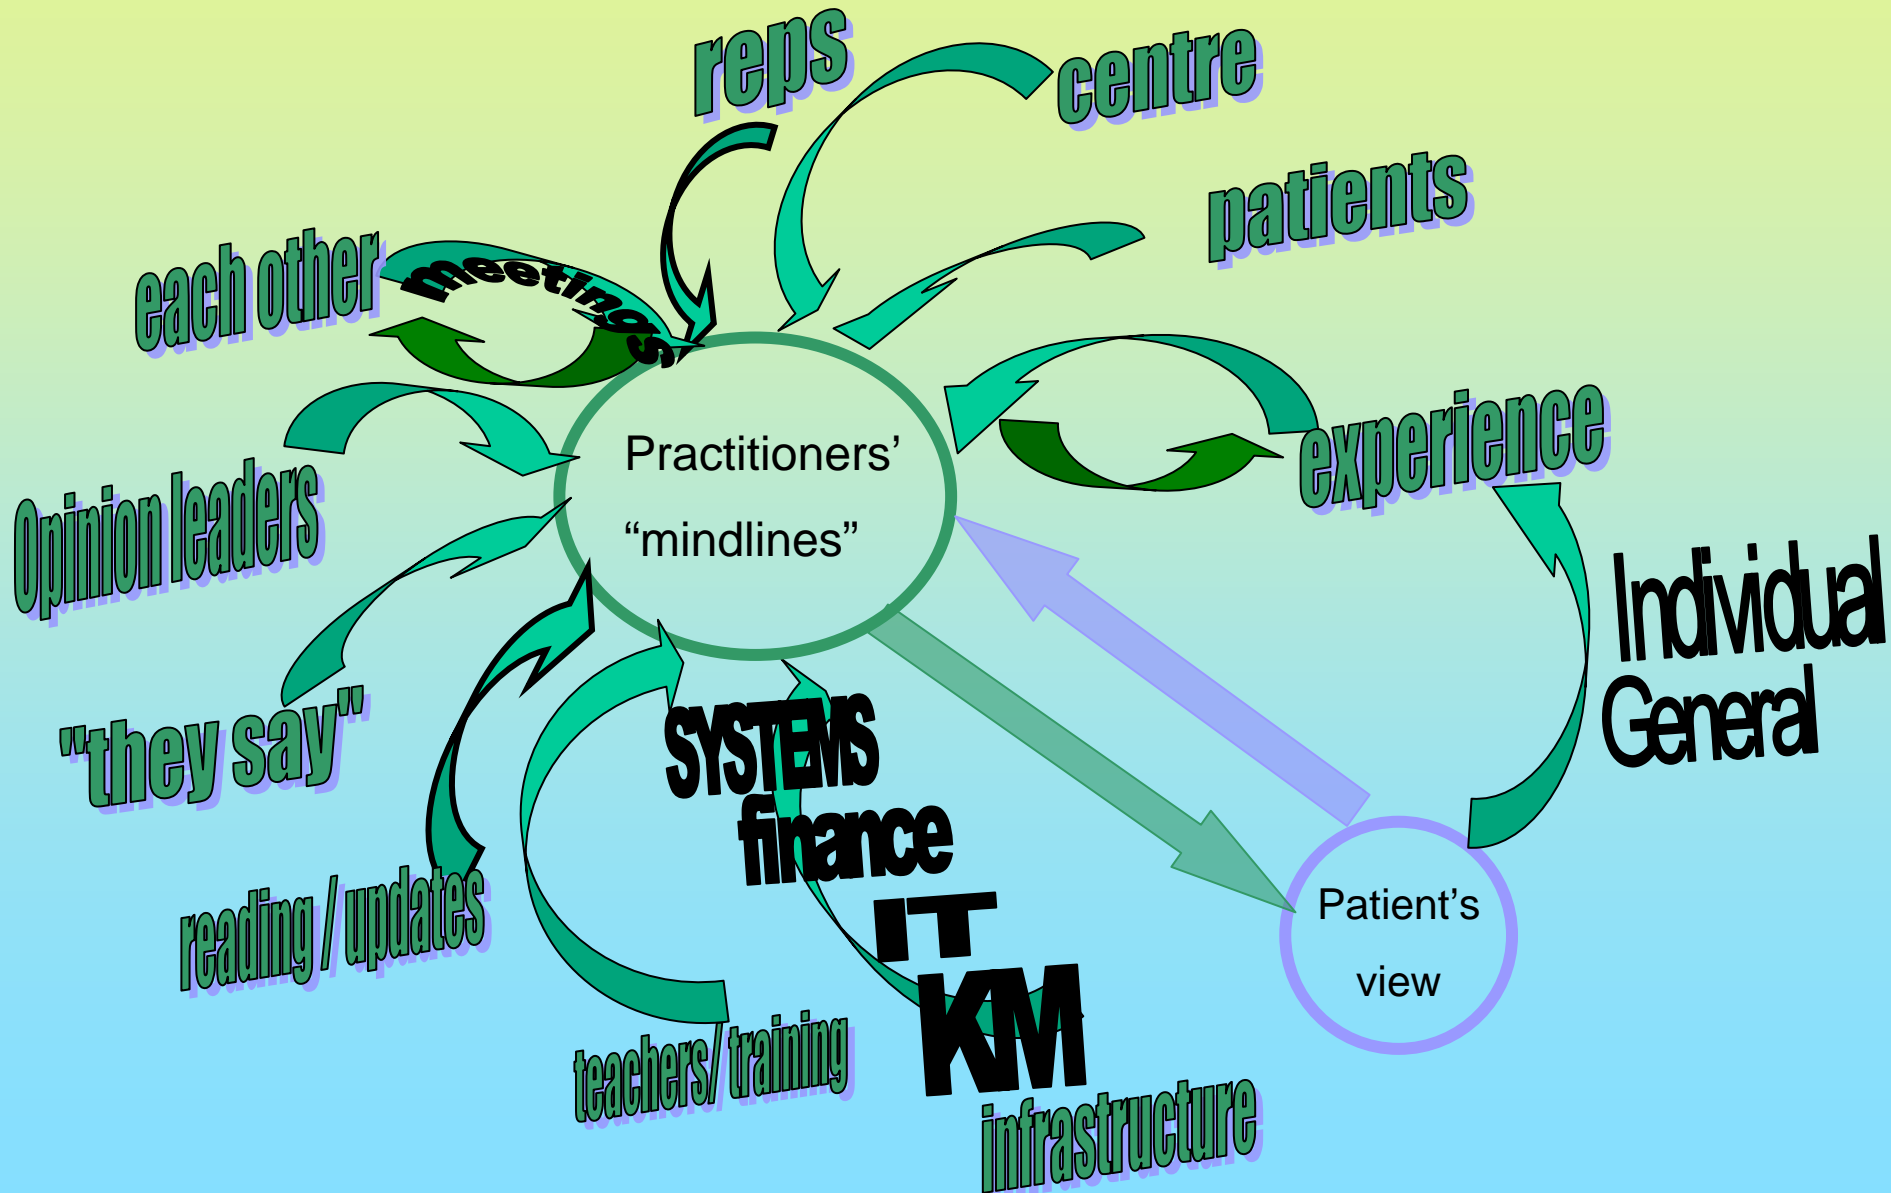 reps
centre
patients
each other
meetings
experience
Practitioners’
“mindlines”
Opinion leaders
Individual
General
"they say"
SYSTEMS
finance
IT
KM
infrastructure
reading / updates
teachers/ training
Patient’s
view